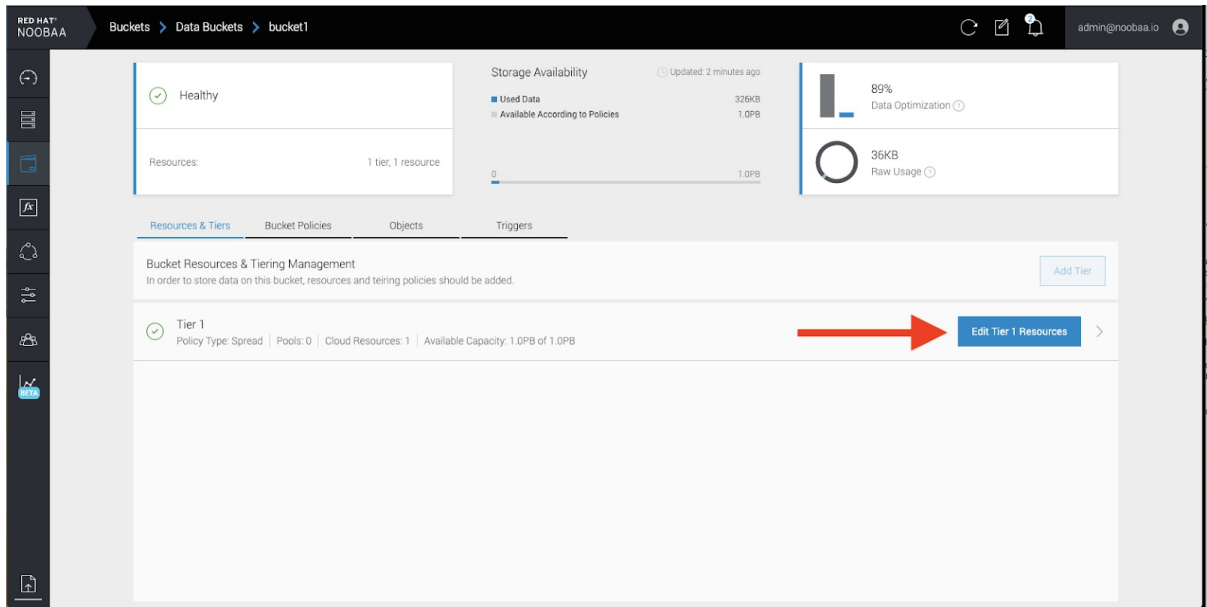 RED HAT®
NOOBAA
Buckets > Data Buckets > bucket1
2
admin@noobaa.io
Healthy
Resources: 1 tier, 1 resource
Storage Availability
Updated: 2 minutes ago
Used Data 326KB
Available According to Policies 1.0PB
0 1.0PB
89%
Data Optimization ?
36KB
Raw Usage ?
Resources & Tiers Bucket Policies Objects Triggers
Bucket Resources & Tiering Management
In order to store data on this bucket, resources and teiring policies should be added.
Add Tier
Tier 1
Policy Type: Spread | Pools: 0 | Cloud Resources: 1 | Available Capacity: 1.0PB of 1.0PB
Edit Tier 1 Resources
fx
BETA